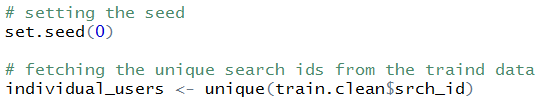 # setting the seed
set.seed(0)
# fetching the unique search ids from the traind data
individual_users <- unique(train.clean$srch_id)